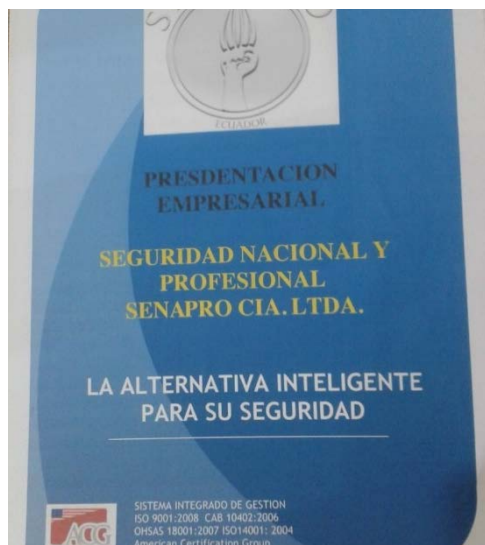 ECUADOR
PRESDENTACION
EMPRESARIAL
SEGURIDAD NACIONAL Y
PROFESIONAL
SENAPRO CIA. LTDA.
LA ALTERNATIVA INTELIGENTE
PARA SU SEGURIDAD
ACG
SISTEMA INTEGRADO DE GESTION
ISO 9001:2008 CAB 10402:2006
OHSAS 18001:2007 ISO14001: 2004
American Certification Group